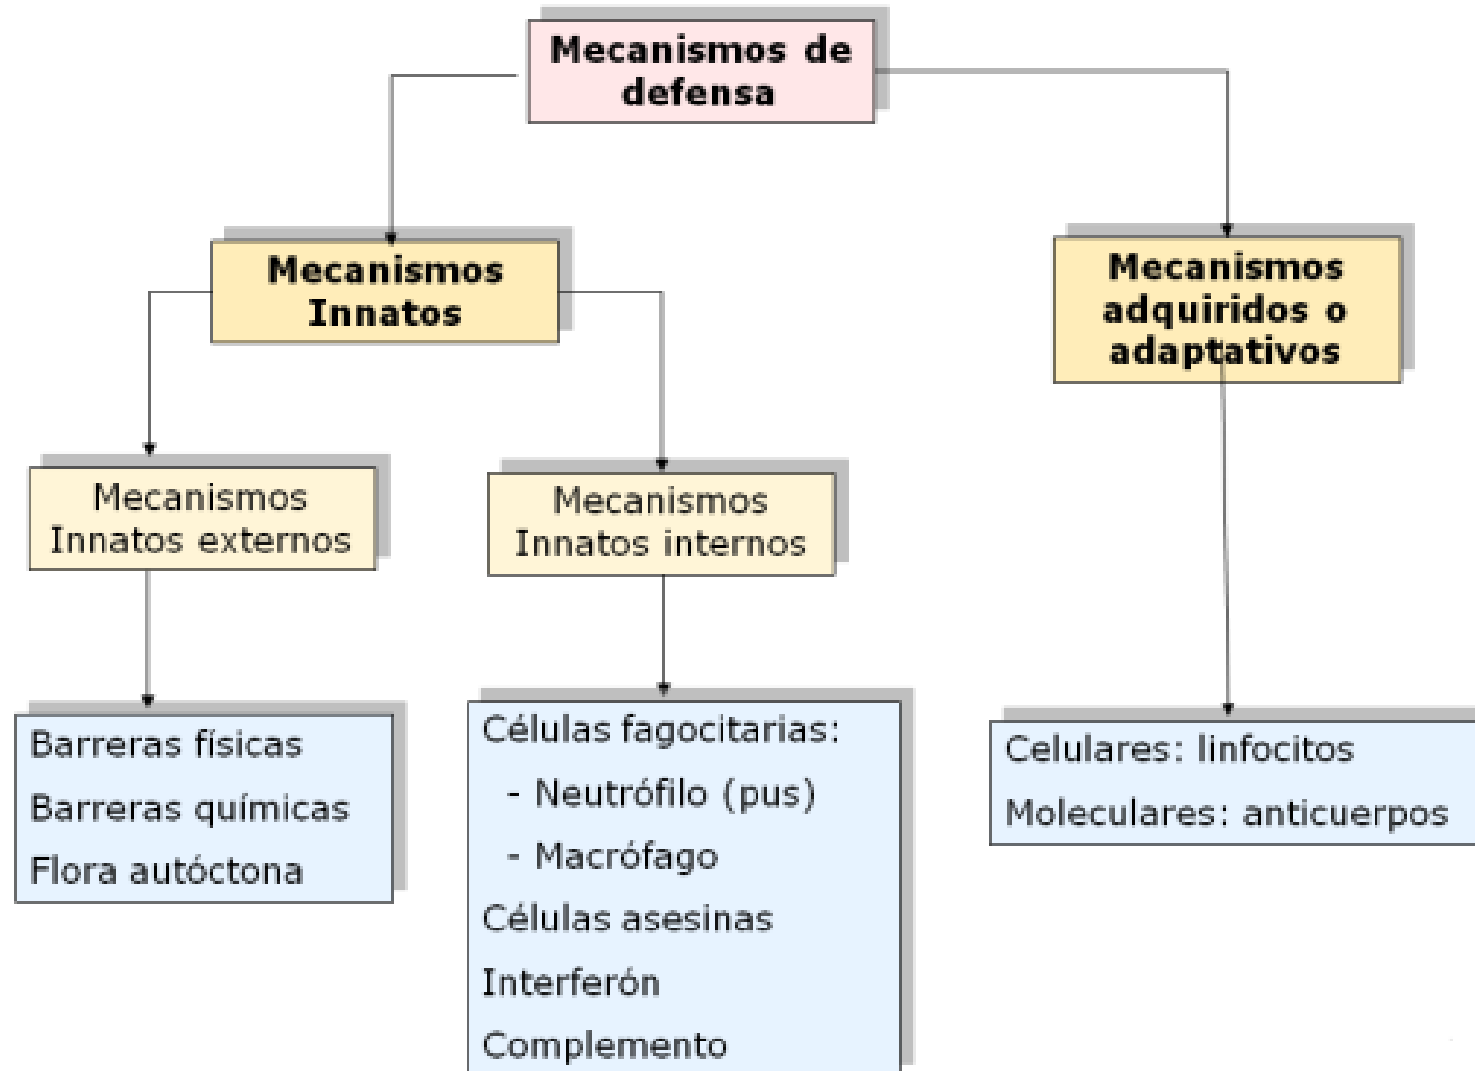 Mecanismos de
defensa
Mecanismos
Innatos
Mecanismos
adquiridos o
adaptativos
Mecanismos
Innatos externos
Mecanismos
Innatos internos
Barreras físicas
Barreras químicas
Flora autóctona
Células fagocitarias:
- Neutrófilo (pus)
- Macrófago
Células asesinas
Interferón
Complemento
Celulares: linfocitos
Moleculares: anticuerpos